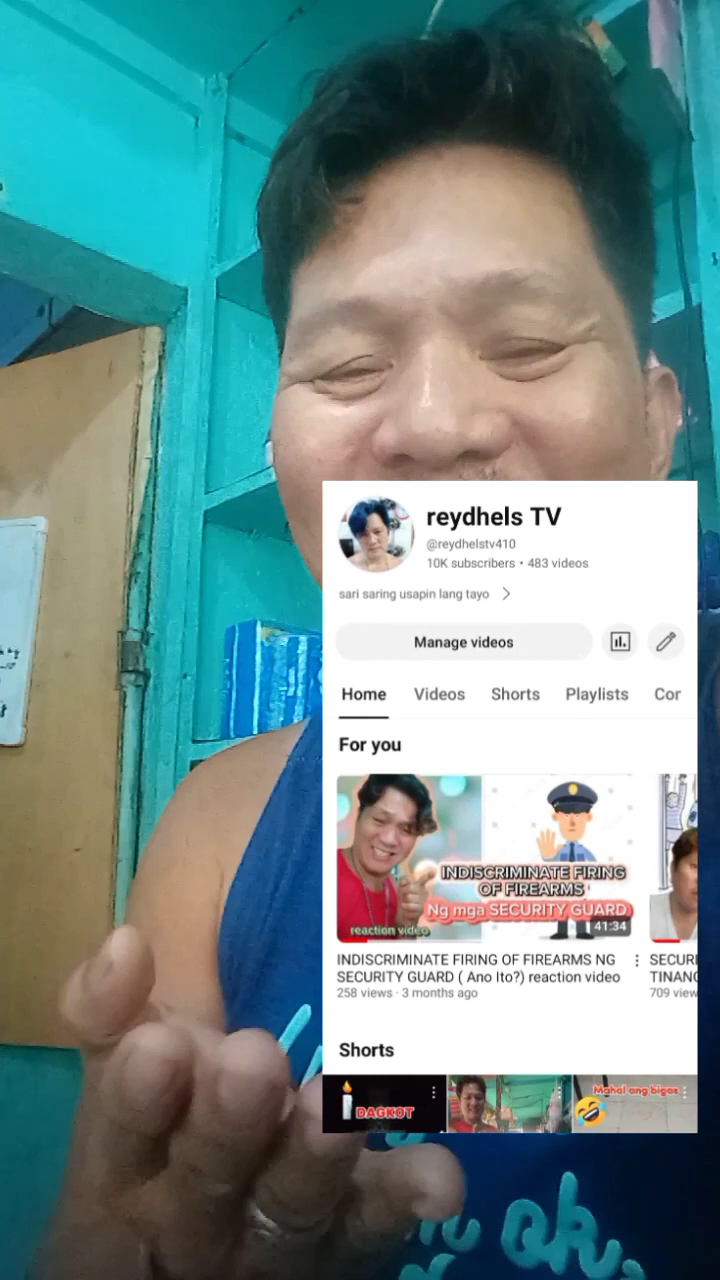 reydhels TV
@reydhelstv410
10K subscribers • 483 videos
sari saring usapin lang tayo
Manage videos
Home Videos Shorts Playlists Cor
For you
INDISCRIMINATE FIRING
OF FIREARMS
Ng mga SECURITY GUARD
reaction video
41:34
INDISCRIMINATE FIRING OF FIREARMS NG
SECURITY GUARD ( Ano Ito?) reaction video
258 views · 3 months ago
SECURI
TINANG
709 view
Shorts
DAGKOT
Mahal ang bigas
ok.